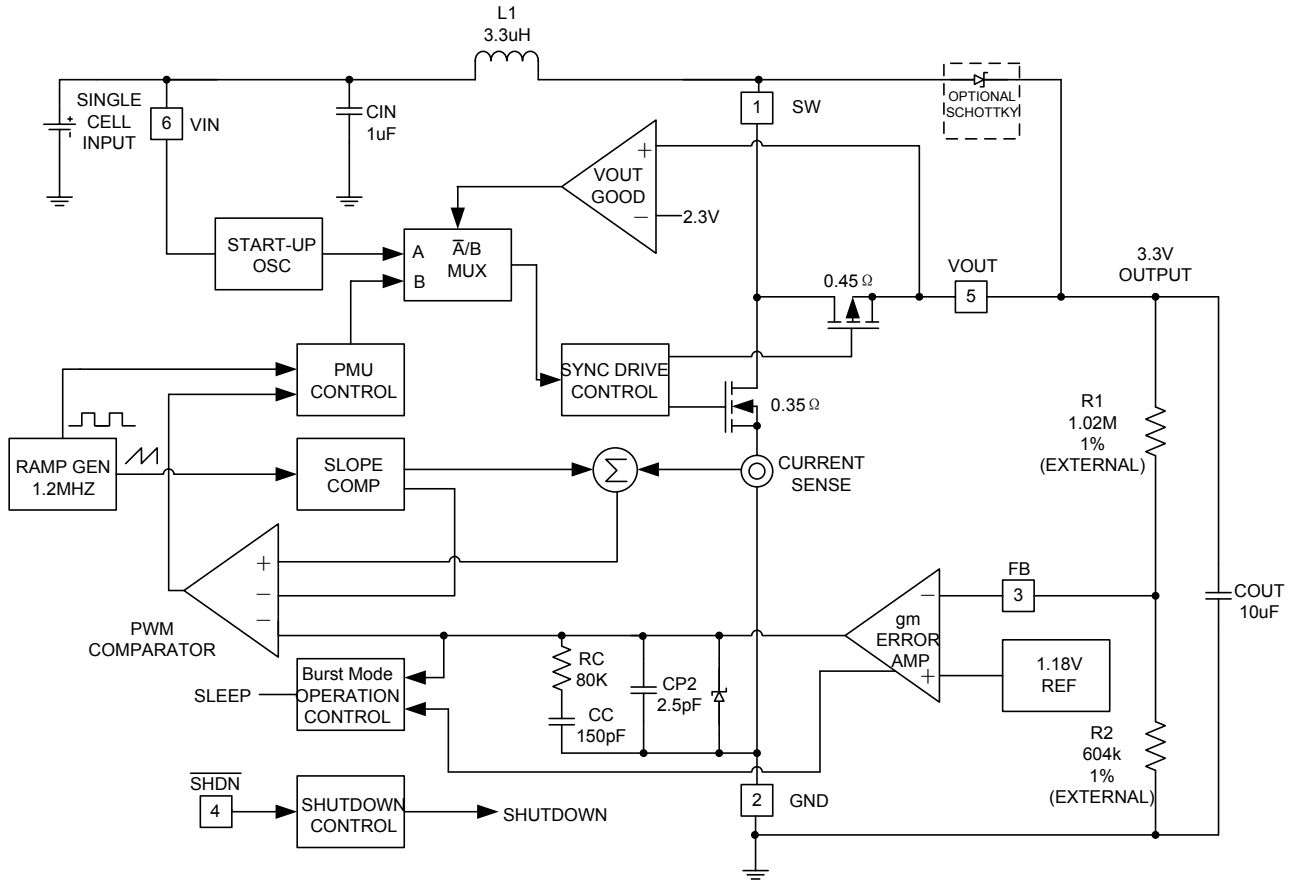 L1
3.3uH
SINGLE
CELL
INPUT
+
-
6
VIN
CIN
1uF
1
SW
OPTIONAL
SCHOTTKY
VOUT
GOOD
+
−
2.3V
START-UP
OSC
A
B
A̅/B
MUX
0.45Ω
VOUT
5
3.3V
OUTPUT
PMU
CONTROL
SYNC DRIVE
CONTROL
0.35Ω
R1
1.02M
1%
(EXTERNAL)
RAMP GEN
1.2MHZ
SLOPE
COMP
Σ
CURRENT
SENSE
+
−
−
PWM
COMPARATOR
FB
3
−
gm
ERROR
AMP
+
1.18V
REF
COUT
10uF
SLEEP
Burst Mode
OPERATION
CONTROL
RC
80K
CC
150pF
CP2
2.5pF
R2
604k
1%
(EXTERNAL)
S̅H̅D̅N̅
4
SHUTDOWN
CONTROL
SHUTDOWN
2
GND